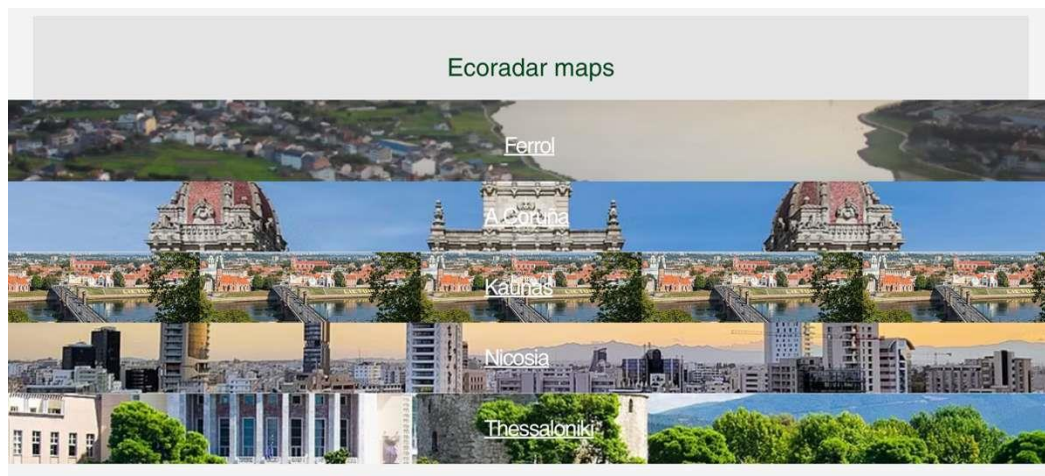 Ecoradar maps
Ferrol
A Coruña
Kaunas
Nicosia
Thessaloniki